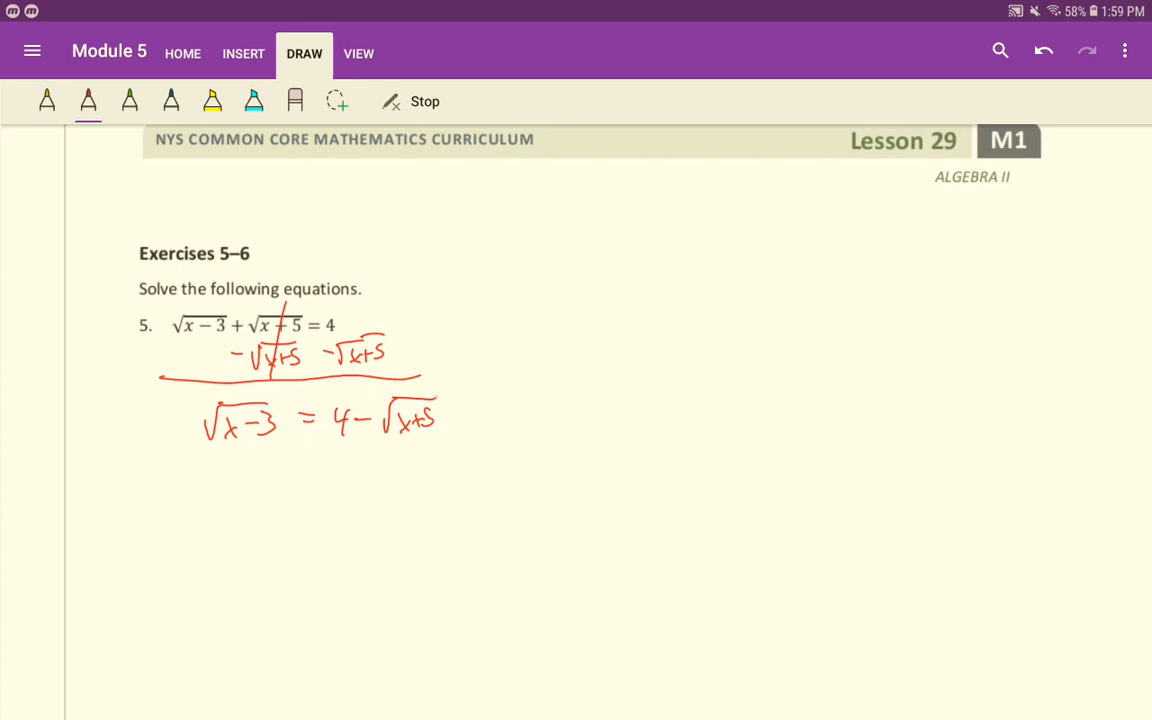 58% 1:59 PM
Module 5 HOME INSERT DRAW VIEW
Stop
NYS COMMON CORE MATHEMATICS CURRICULUM Lesson 29 M1
ALGEBRA II
Exercises 5–6
Solve the following equations.
5. √(x − 3) + √(x + 5) = 4
−√(x+5) −√(x+5)
√(x−3) = 4−√(x+5)